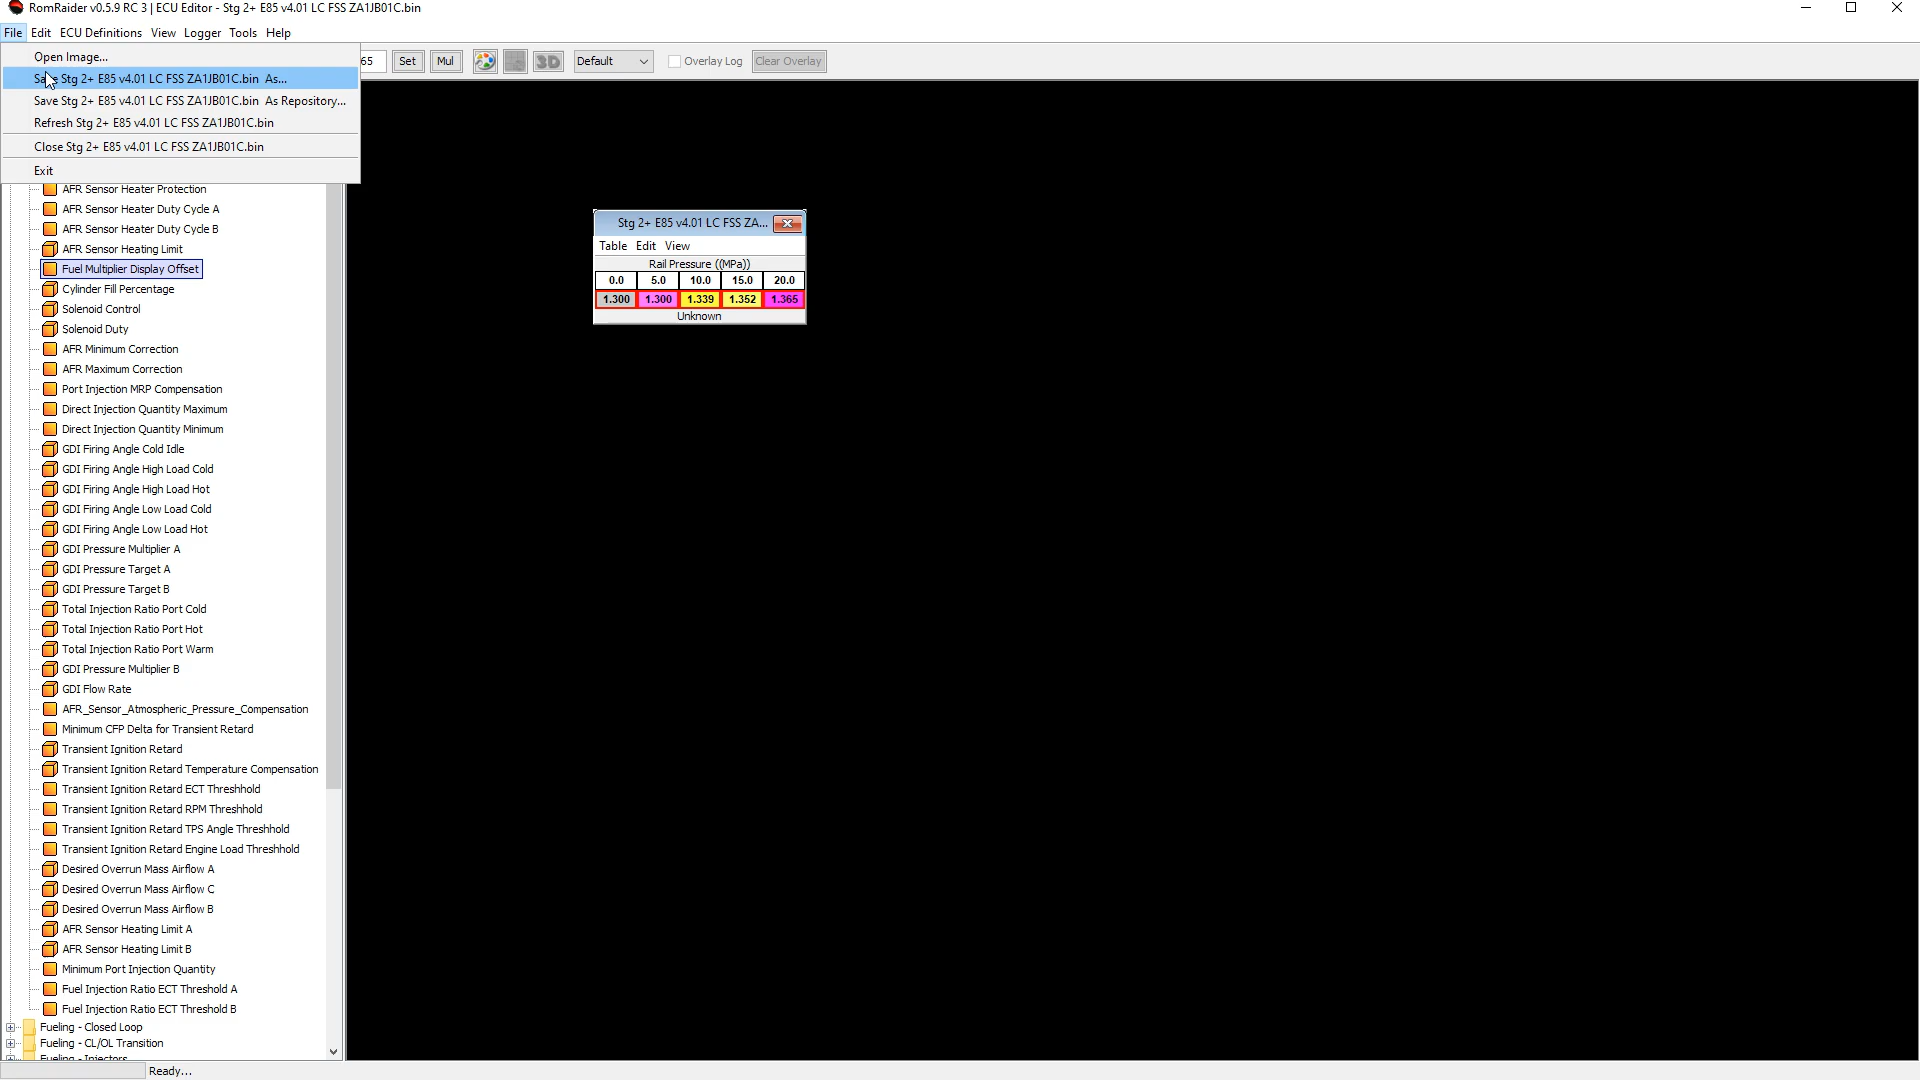 RomRaider v0.5.9 RC 3 | ECU Editor - Stg 2+ E85 v4.01 LC FSS ZA1JB01C.bin
File Edit ECU Definitions View Logger Tools Help
65 Set Mul 3D Default Overlay Log Clear Overlay
Open Image...
Save Stg 2+ E85 v4.01 LC FSS ZA1JB01C.bin As...
Save Stg 2+ E85 v4.01 LC FSS ZA1JB01C.bin As Repository...
Refresh Stg 2+ E85 v4.01 LC FSS ZA1JB01C.bin
Close Stg 2+ E85 v4.01 LC FSS ZA1JB01C.bin
Exit
AFR Sensor Heater Protection
AFR Sensor Heater Duty Cycle A
AFR Sensor Heater Duty Cycle B
AFR Sensor Heating Limit
Fuel Multiplier Display Offset
Cylinder Fill Percentage
Solenoid Control
Solenoid Duty
AFR Minimum Correction
AFR Maximum Correction
Port Injection MRP Compensation
Direct Injection Quantity Maximum
Direct Injection Quantity Minimum
GDI Firing Angle Cold Idle
GDI Firing Angle High Load Cold
GDI Firing Angle High Load Hot
GDI Firing Angle Low Load Cold
GDI Firing Angle Low Load Hot
GDI Pressure Multiplier A
GDI Pressure Target A
GDI Pressure Target B
Total Injection Ratio Port Cold
Total Injection Ratio Port Hot
Total Injection Ratio Port Warm
GDI Pressure Multiplier B
GDI Flow Rate
AFR_Sensor_Atmospheric_Pressure_Compensation
Minimum CFP Delta for Transient Retard
Transient Ignition Retard
Transient Ignition Retard Temperature Compensation
Transient Ignition Retard ECT Threshhold
Transient Ignition Retard RPM Threshhold
Transient Ignition Retard TPS Angle Threshhold
Transient Ignition Retard Engine Load Threshhold
Desired Overrun Mass Airflow A
Desired Overrun Mass Airflow C
Desired Overrun Mass Airflow B
AFR Sensor Heating Limit A
AFR Sensor Heating Limit B
Minimum Port Injection Quantity
Fuel Injection Ratio ECT Threshold A
Fuel Injection Ratio ECT Threshold B
Fueling - Closed Loop
Fueling - CL/OL Transition
Fueling - Injectors
Ready...
Stg 2+ E85 v4.01 LC FSS ZA...
Table Edit View
Rail Pressure ((MPa))
0.0 5.0 10.0 15.0 20.0
1.300 1.300 1.339 1.352 1.365
Unknown